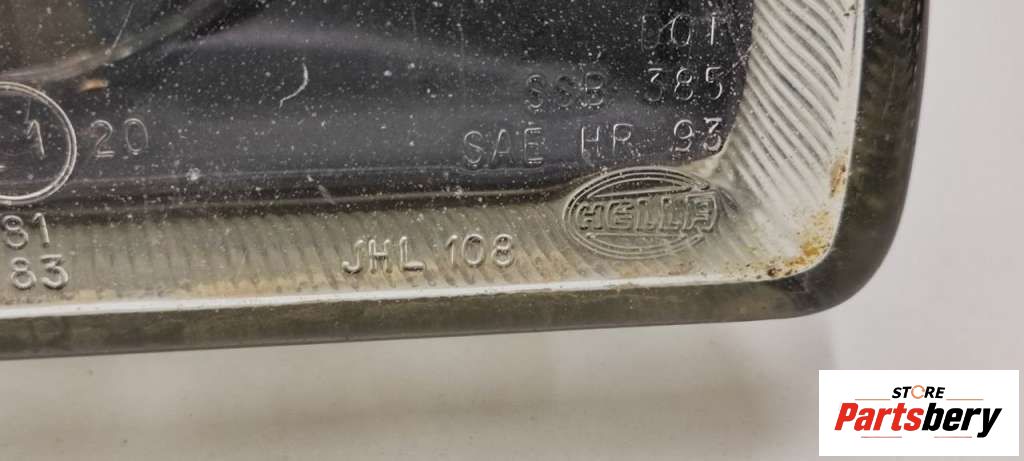 DOT
SSB 385
1 20
SAE HR 93
HELLA
81
JHL 108
83
STORE
Partsbery